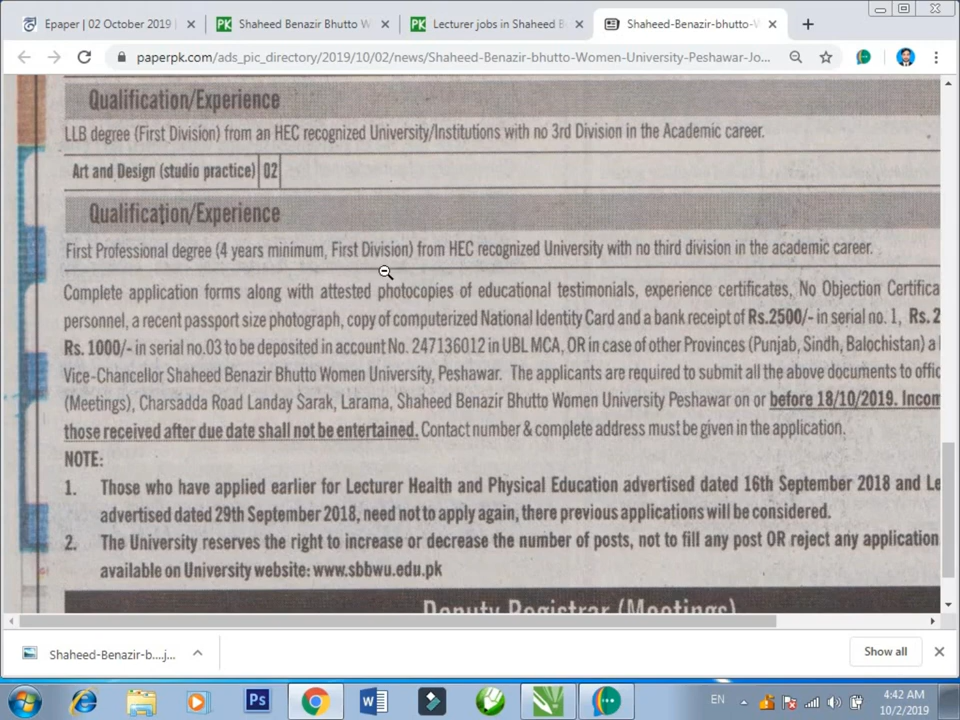 Epaper | 02 October 2019
Shaheed Benazir Bhutto W
Lecturer jobs in Shaheed B
Shaheed-Benazir-bhutto-W
paperpk.com/ads_pic_directory/2019/10/02/news/Shaheed-Benazir-bhutto-Women-University-Peshawar-Jo...
Qualification/Experience
LLB degree (First Division) from an HEC recognized University/Institutions with no 3rd Division in the Academic career.
Art and Design (studio practice) 02
Qualification/Experience
First Professional degree (4 years minimum, First Division) from HEC recognized University with no third division in the academic career.
Complete application forms along with attested photocopies of educational testimonials, experience certificates, No Objection Certifica
personnel, a recent passport size photograph, copy of computerized National Identity Card and a bank receipt of Rs.2500/- in serial no. 1, Rs. 2
Rs. 1000/- in serial no.03 to be deposited in account No. 247136012 in UBL MCA, OR in case of other Provinces (Punjab, Sindh, Balochistan) a
Vice-Chancellor Shaheed Benazir Bhutto Women University, Peshawar. The applicants are required to submit all the above documents to offic
(Meetings), Charsadda Road Landay Sarak, Larama, Shaheed Benazir Bhutto Women University Peshawar on or before 18/10/2019. Incom
those received after due date shall not be entertained. Contact number & complete address must be given in the application.
NOTE:
1. Those who have applied earlier for Lecturer Health and Physical Education advertised dated 16th September 2018 and Le
advertised dated 29th September 2018, need not to apply again, there previous applications will be considered.
2. The University reserves the right to increase or decrease the number of posts, not to fill any post OR reject any application
available on University website: www.sbbwu.edu.pk
Deputy Registrar (Meetings)
Shaheed-Benazir-b....j...
Show all
Ps
EN
4:42 AM
10/2/2019